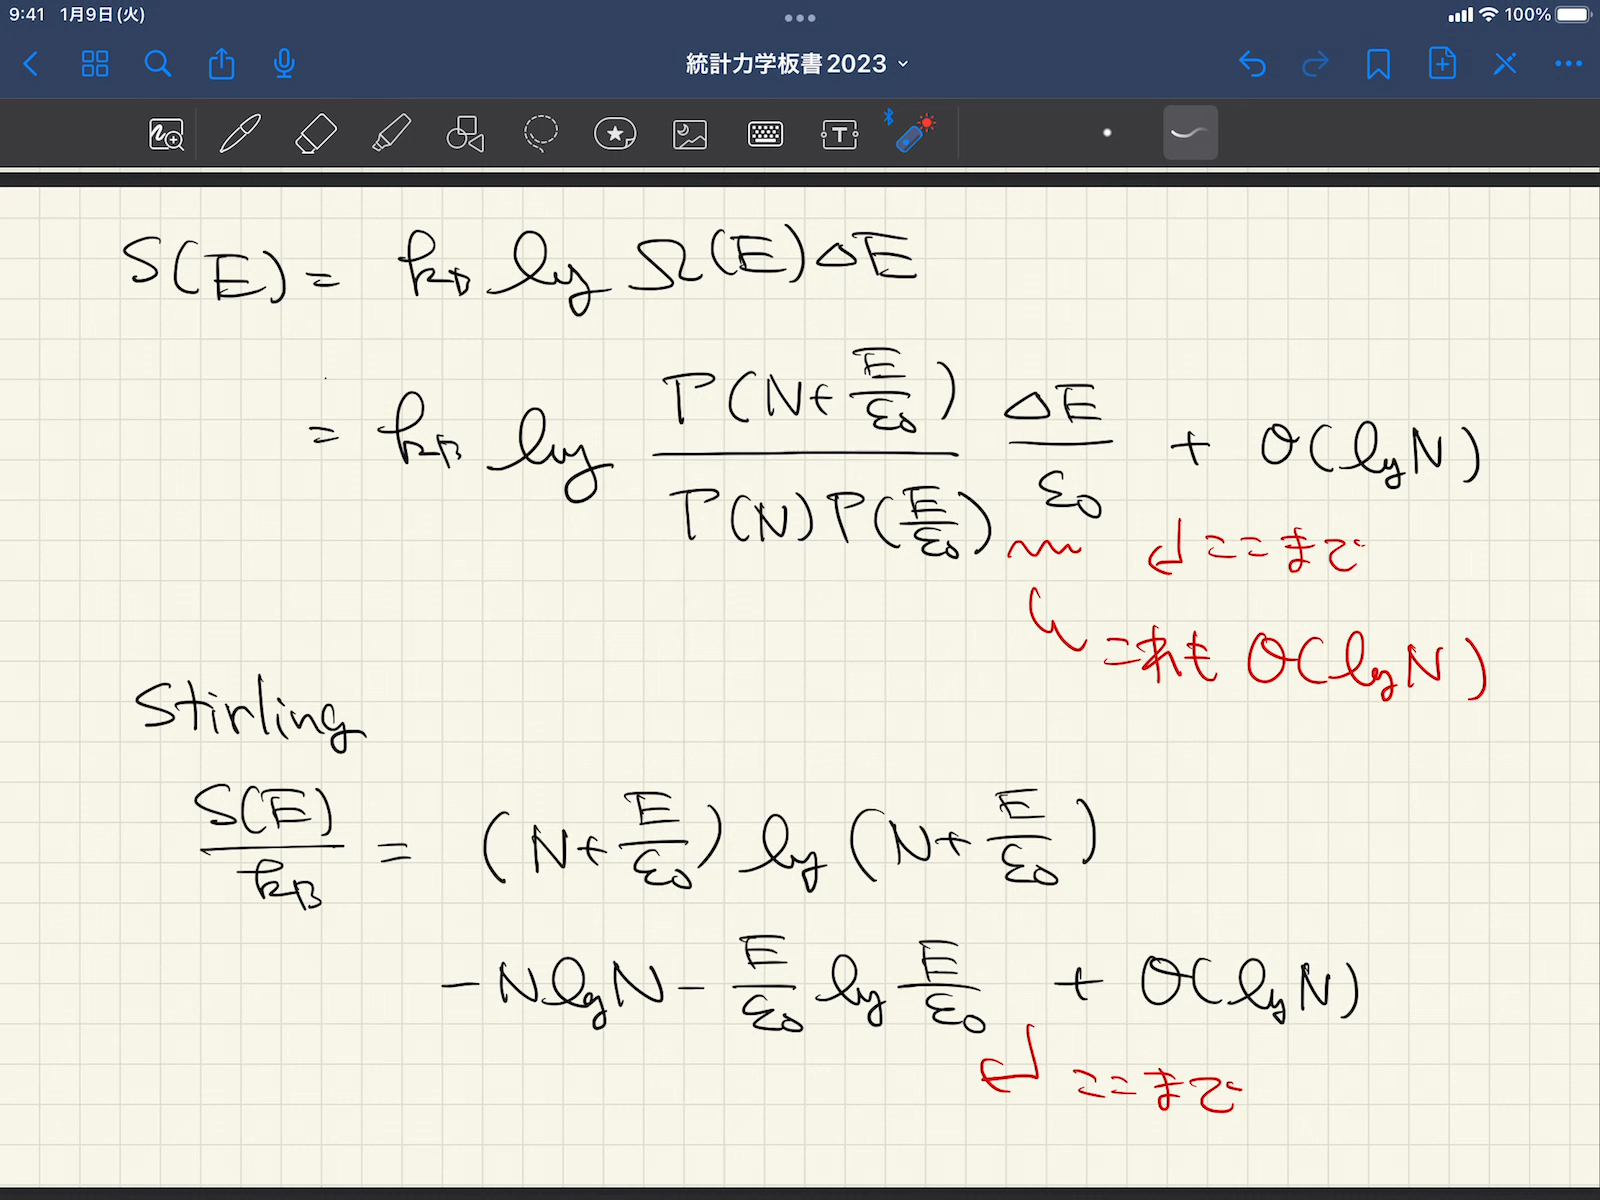 9:41 1月9日(火) 100%
統計力学板書2023
T
S(E) = k_B log Ω(E)ΔE
= k_B log Γ(N+E/ε0) / Γ(N)Γ(E/ε0) ΔE/ε0 + O(log N)
↲ここまで
これも O(log N)
Stirling
S(E)/k_B = (N+E/ε0) log (N+E/ε0)
- N log N - E/ε0 log E/ε0 + O(log N)
↲ ここまで